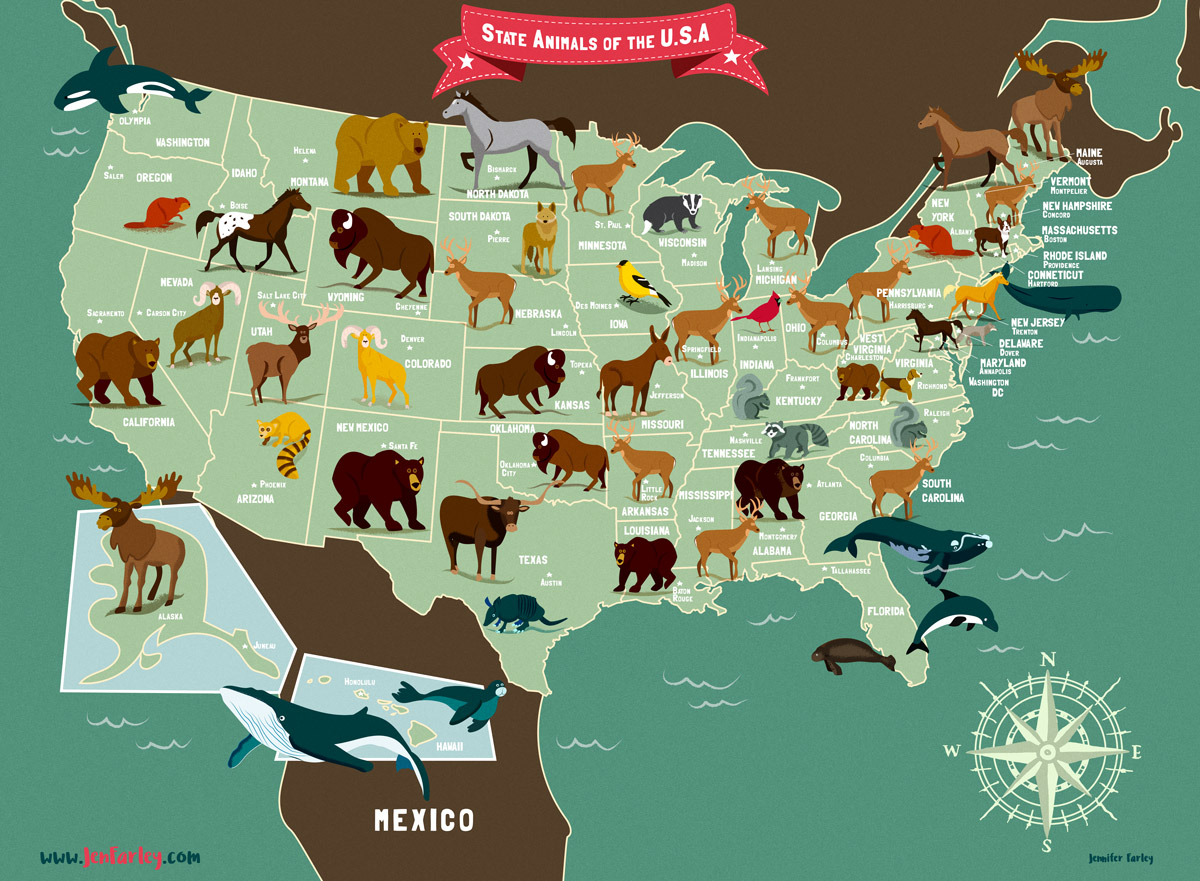 STATE ANIMALS OF THE U.S.A
OLYMPIA
WASHINGTON
SALEM
OREGON
IDAHO
BOISE
HELENA
MONTANA
BISMARCK
NORTH DAKOTA
SOUTH DAKOTA
PIERRE
ST. PAUL
MINNESOTA
WISCONSIN
MADISON
LANSING
MICHIGAN
NEW
YORK
ALBANY
MAINE
AUGUSTA
VERMONT
MONTPELIER
NEW HAMPSHIRE
CONCORD
MASSACHUSETTS
BOSTON
RHODE ISLAND
PROVIDENCE
CONNETICUT
HARTFORD
NEVADA
SACRAMENTO
CARSON CITY
SALT LAKE CITY
UTAH
WYOMING
CHEYENNE
NEBRASKA
LINCOLN
DES MOINES
IOWA
DENVER
COLORADO
TOPEKA
KANSAS
SPRINGFIELD
ILLINOIS
INDIANAPOLIS
INDIANA
OHIO
COLUMBUS
PENNSYLVANIA
HARRISBURG
NEW JERSEY
TRENTON
DELAWARE
DOVER
MARYLAND
ANNAPOLIS
WASHINGTON
DC
WEST
VIRGINIA
CHARLESTON
VIRGINIA
RICHMOND
CALIFORNIA
JEFFERSON
MISSOURI
FRANKFORT
KENTUCKY
NEW MEXICO
SANTA FE
OKLAHOMA
OKLAHOMA
CITY
NASHVILLE
TENNESSEE
NORTH
CAROLINA
RALEIGH
PHOENIX
ARIZONA
LITTLE
ROCK
ARKANSAS
MISSISSIPPI
JACKSON
ATLANTA
GEORGIA
COLUMBIA
SOUTH
CAROLINA
LOUISIANA
BATON
ROUGE
MONTGOMERY
ALABAMA
TEXAS
AUSTIN
TALLAHASSEE
FLORIDA
ALASKA
JUNEAU
HONOLULU
HAWAII
MEXICO
N
W
E
S
www.JenFarley.com
Jennifer Farley